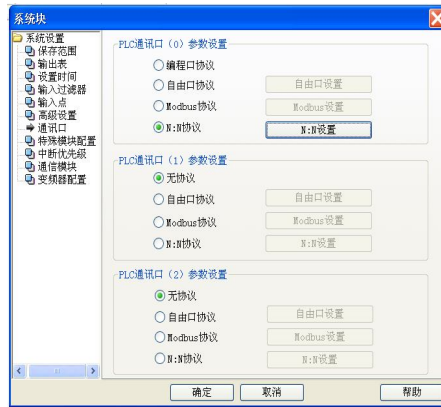 系统块
系统设置
保存范围
输出表
设置时间
输入过滤器
输入点
高级设置
通讯口
特殊模块配置
中断优先级
通信模块
变频器配置
PLC通讯口（0）参数设置
编程口协议
自由口协议 自由口设置
Modbus协议 Modbus设置
N:N协议 N:N设置
PLC通讯口（1）参数设置
无协议
自由口协议 自由口设置
Modbus协议 Modbus设置
N:N协议 N:N设置
PLC通讯口（2）参数设置
无协议
自由口协议 自由口设置
Modbus协议 Modbus设置
N:N协议 N:N设置
确定 取消 帮助